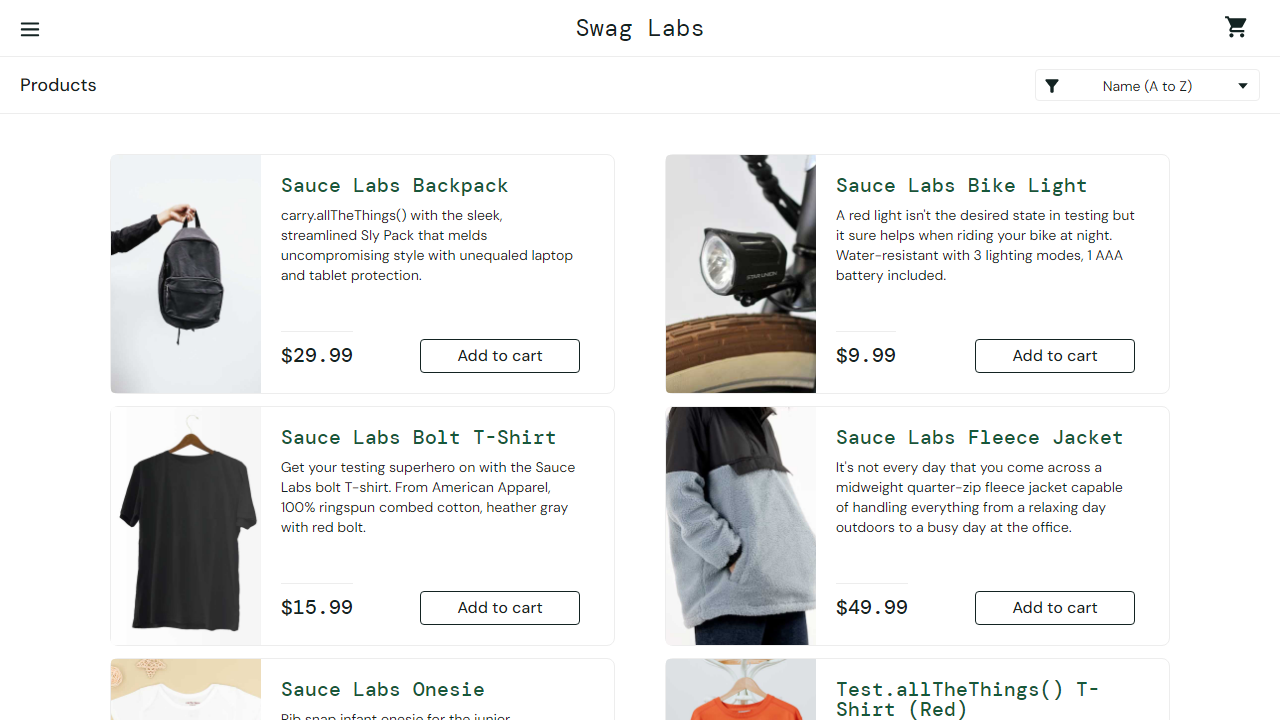 Swag Labs
Products
Name (A to Z)
Sauce Labs Backpack
carry.allTheThings() with the sleek,
streamlined Sly Pack that melds
uncompromising style with unequaled laptop
and tablet protection.
$29.99
Add to cart
Sauce Labs Bike Light
A red light isn't the desired state in testing but
it sure helps when riding your bike at night.
Water-resistant with 3 lighting modes, 1 AAA
battery included.
$9.99
Add to cart
Sauce Labs Bolt T-Shirt
Get your testing superhero on with the Sauce
Labs bolt T-shirt. From American Apparel,
100% ringspun combed cotton, heather gray
with red bolt.
$15.99
Add to cart
Sauce Labs Fleece Jacket
It's not every day that you come across a
midweight quarter-zip fleece jacket capable
of handling everything from a relaxing day
outdoors to a busy day at the office.
$49.99
Add to cart
Sauce Labs Onesie
Rib snap infant onesie for the junior
Test.allTheThings() T-
Shirt (Red)